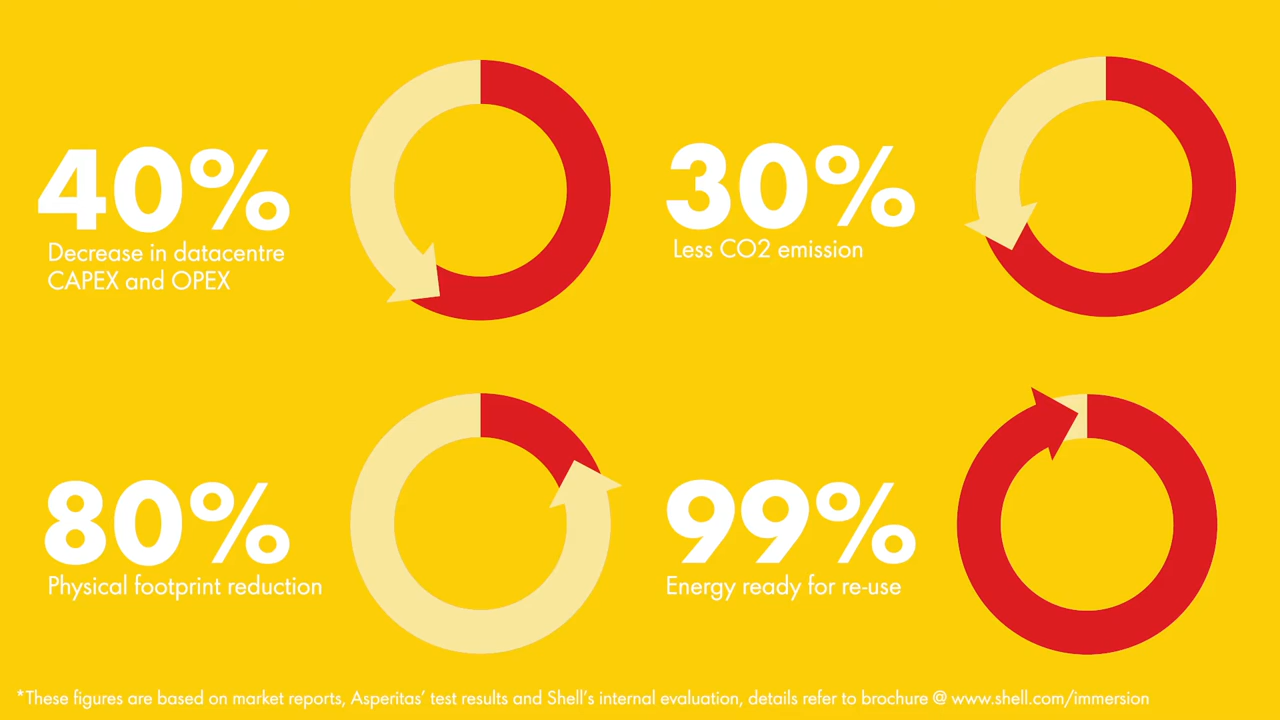 40%
Decrease in datacentre
CAPEX and OPEX
30%
Less CO2 emission
80%
Physical footprint reduction
99%
Energy ready for re-use
*These figures are based on market reports, Asperitas’ test results and Shell’s internal evaluation, details refer to brochure @ www.shell.com/immersion